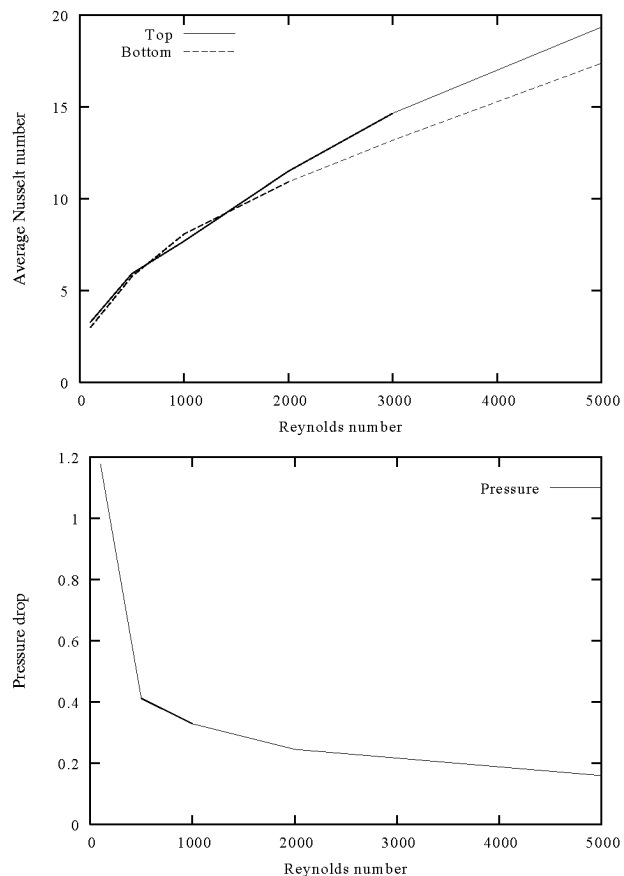 20
Top
Bottom
15
10
5
0
Average Nusselt number
0 1000 2000 3000 4000 5000
Reynolds number
1.2
Pressure
1
0.8
0.6
0.4
0.2
0
Pressure drop
0 1000 2000 3000 4000 5000
Reynolds number